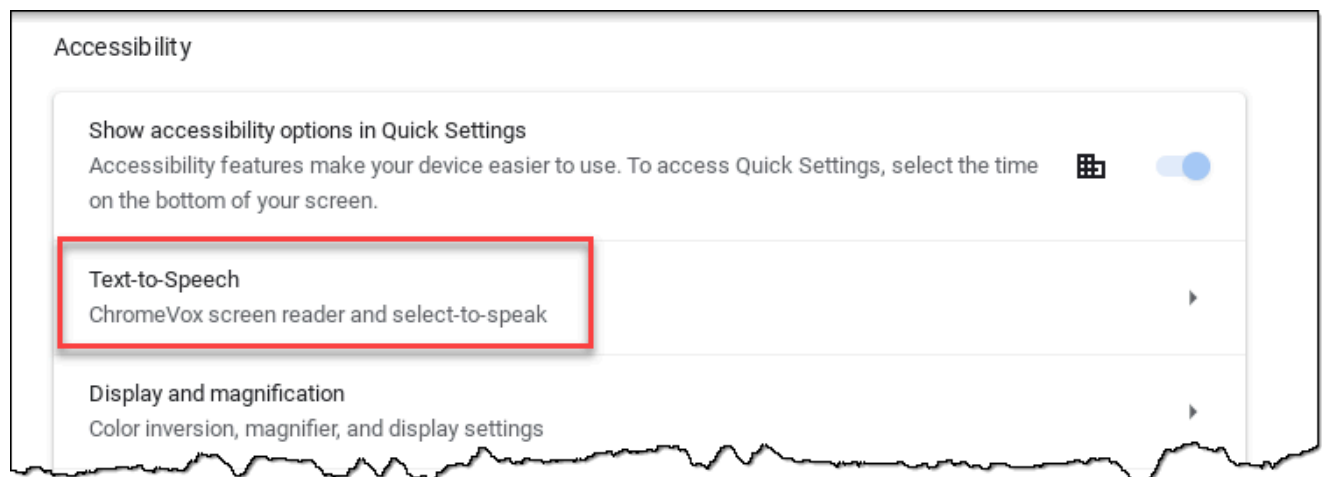 Accessibility
Show accessibility options in Quick Settings
Accessibility features make your device easier to use. To access Quick Settings, select the time
on the bottom of your screen.
Text-to-Speech
ChromeVox screen reader and select-to-speak
Display and magnification
Color inversion, magnifier, and display settings